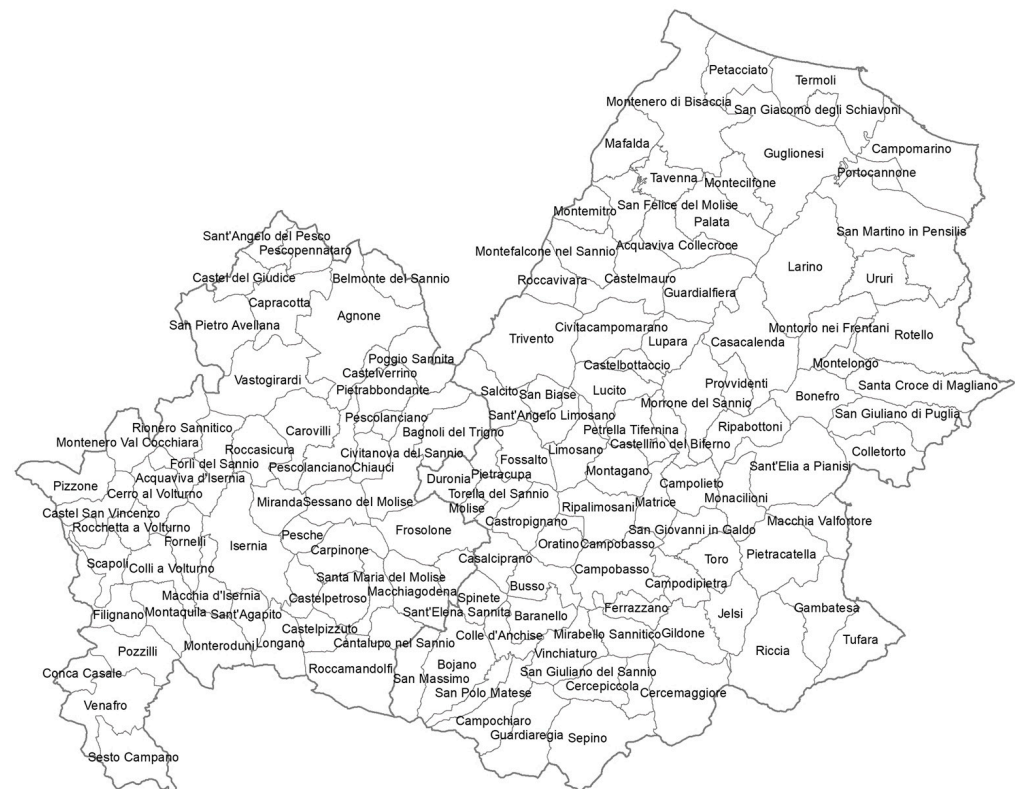 Petacciato
Termoli
Montenero di Bisaccia
San Giacomo degli Schiavoni
Mafalda
Guglionesi
Campomarino
Portocannone
Tavenna
Montecilfone
San Felice del Molise
Montemitro
Palata
San Martino in Pensilis
Sant'Angelo del Pesco
Pescopennataro
Acquaviva Collecroce
Montefalcone nel Sannio
Larino
Castel del Giudice
Belmonte del Sannio
Roccavivara
Castelmauro
Ururi
Guardialfiera
Capracotta
Agnone
San Pietro Avellana
Civitacampomarano
Montorio nei Frentani
Rotello
Trivento
Lupara
Casacalenda
Poggio Sannita
Castelbottaccio
Montelongo
Castelverrino
Vastogirardi
Provvidenti
Santa Croce di Magliano
Pietrabbondante
Salcito
San Biase
Lucito
Bonefro
Morrone del Sannio
San Giuliano di Puglia
Pescolanciano
Sant'Angelo Limosano
Rionero Sannitico
Carovilli
Bagnoli del Trigno
Petrella Tifernina
Ripabottoni
Montenero Val Cocchiara
Castellino del Biferno
Roccasicura
Civitanova del Sannio
Limosano
Colletorto
Forlì del Sannio
Pescolanciano
Chiauci
Fossalto
Sant'Elia a Pianisi
Acquaviva d'Isernia
Duronia
Pietracupa
Montagano
Pizzone
Cerro al Volturno
Campolieto
Torella del Sannio
Monacilioni
Miranda
Sessano del Molise
Molise
Ripalimosani
Matrice
Castel San Vincenzo
Castropignano
Macchia Valfortore
Rocchetta a Volturno
Frosolone
San Giovanni in Galdo
Pesche
Fornelli
Isernia
Oratino
Campobasso
Carpinone
Casalciprano
Toro
Pietracatella
Scapoli
Colli a Volturno
Campobasso
Santa Maria del Molise
Campodipietra
Busso
Macchiagodena
Macchia d'Isernia
Castelpetroso
Spinete
Ferrazzano
Gambatesa
Filignano
Montaquila
Sant'Agapito
Sant'Elena Sannita
Baranello
Jelsi
Castelpizzuto
Colle d'Anchise
Mirabello Sannitico
Gildone
Tufara
Monteroduni
Longano
Cantalupo nel Sannio
Pozzilli
Vinchiaturo
Riccia
Roccamandolfi
Bojano
Conca Casale
San Massimo
San Giuliano del Sannio
Cercepiccola
San Polo Matese
Cercemaggiore
Venafro
Campochiaro
Guardiaregia
Sepino
Sesto Campano